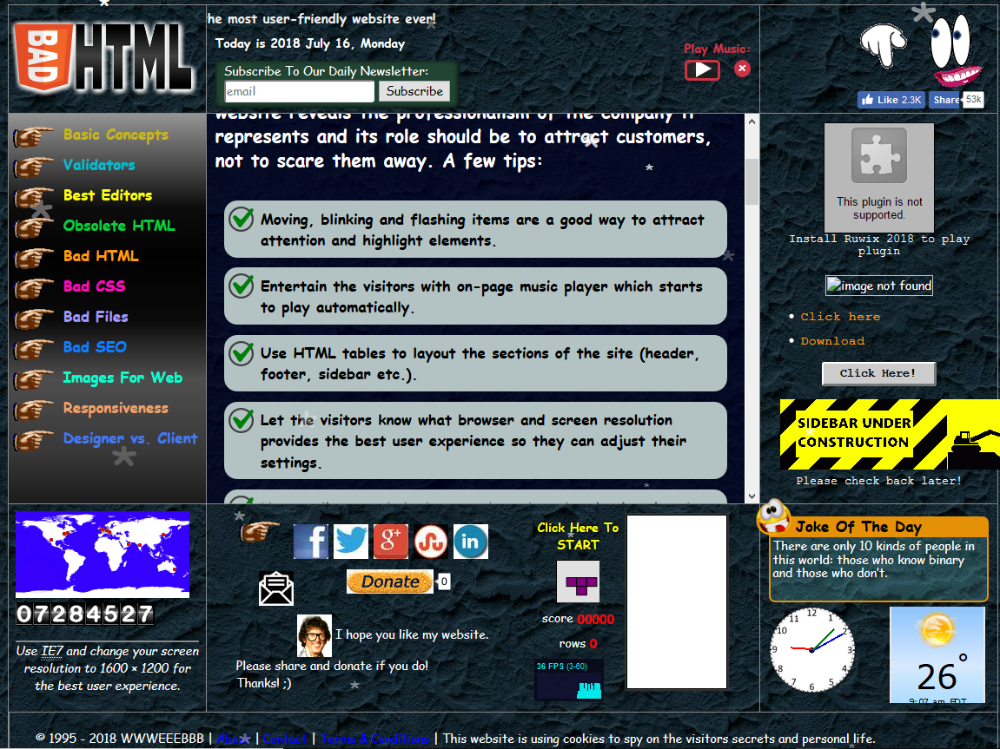 BAD HTML
he most user-friendly website ever!
Today is 2018 July 16, Monday
Subscribe To Our Daily Newsletter:
email
Subscribe
Play Music:
Like 2.3K
Share
53k
Basic Concepts
Validators
Best Editors
Obsolete HTML
Bad HTML
Bad CSS
Bad Files
Bad SEO
Images For Web
Responsiveness
Designer vs. Client
website reveals the professionalism of the company it
represents and its role should be to attract customers,
not to scare them away. A few tips:
Moving, blinking and flashing items are a good way to attract
attention and highlight elements.
Entertain the visitors with on-page music player which starts
to play automatically.
Use HTML tables to layout the sections of the site (header,
footer, sidebar etc.).
Let the visitors know what browser and screen resolution
provides the best user experience so they can adjust their
settings.
This plugin is not
supported.
Install Ruwix 2018 to play
plugin
image not found
Click here
Download
Click Here!
SIDEBAR UNDER
CONSTRUCTION
Please check back later!
07284527
Use IE7 and change your screen
resolution to 1600 × 1200 for
the best user experience.
f
g+
in
Donate
0
I hope you like my website.
Please share and donate if you do!
Thanks! ;)
Click Here To
START
score 00000
rows 0
36 FPS (3-60)
Joke Of The Day
There are only 10 kinds of people in
this world: those who know binary
and those who don't.
12
1
2
3
4
5
6
7
8
9
10
11
26°
9:07 am EDT
© 1995 - 2018 WWWEEEBBB | About | Contact | Terms & Conditions | This website is using cookies to spy on the visitors secrets and personal life.